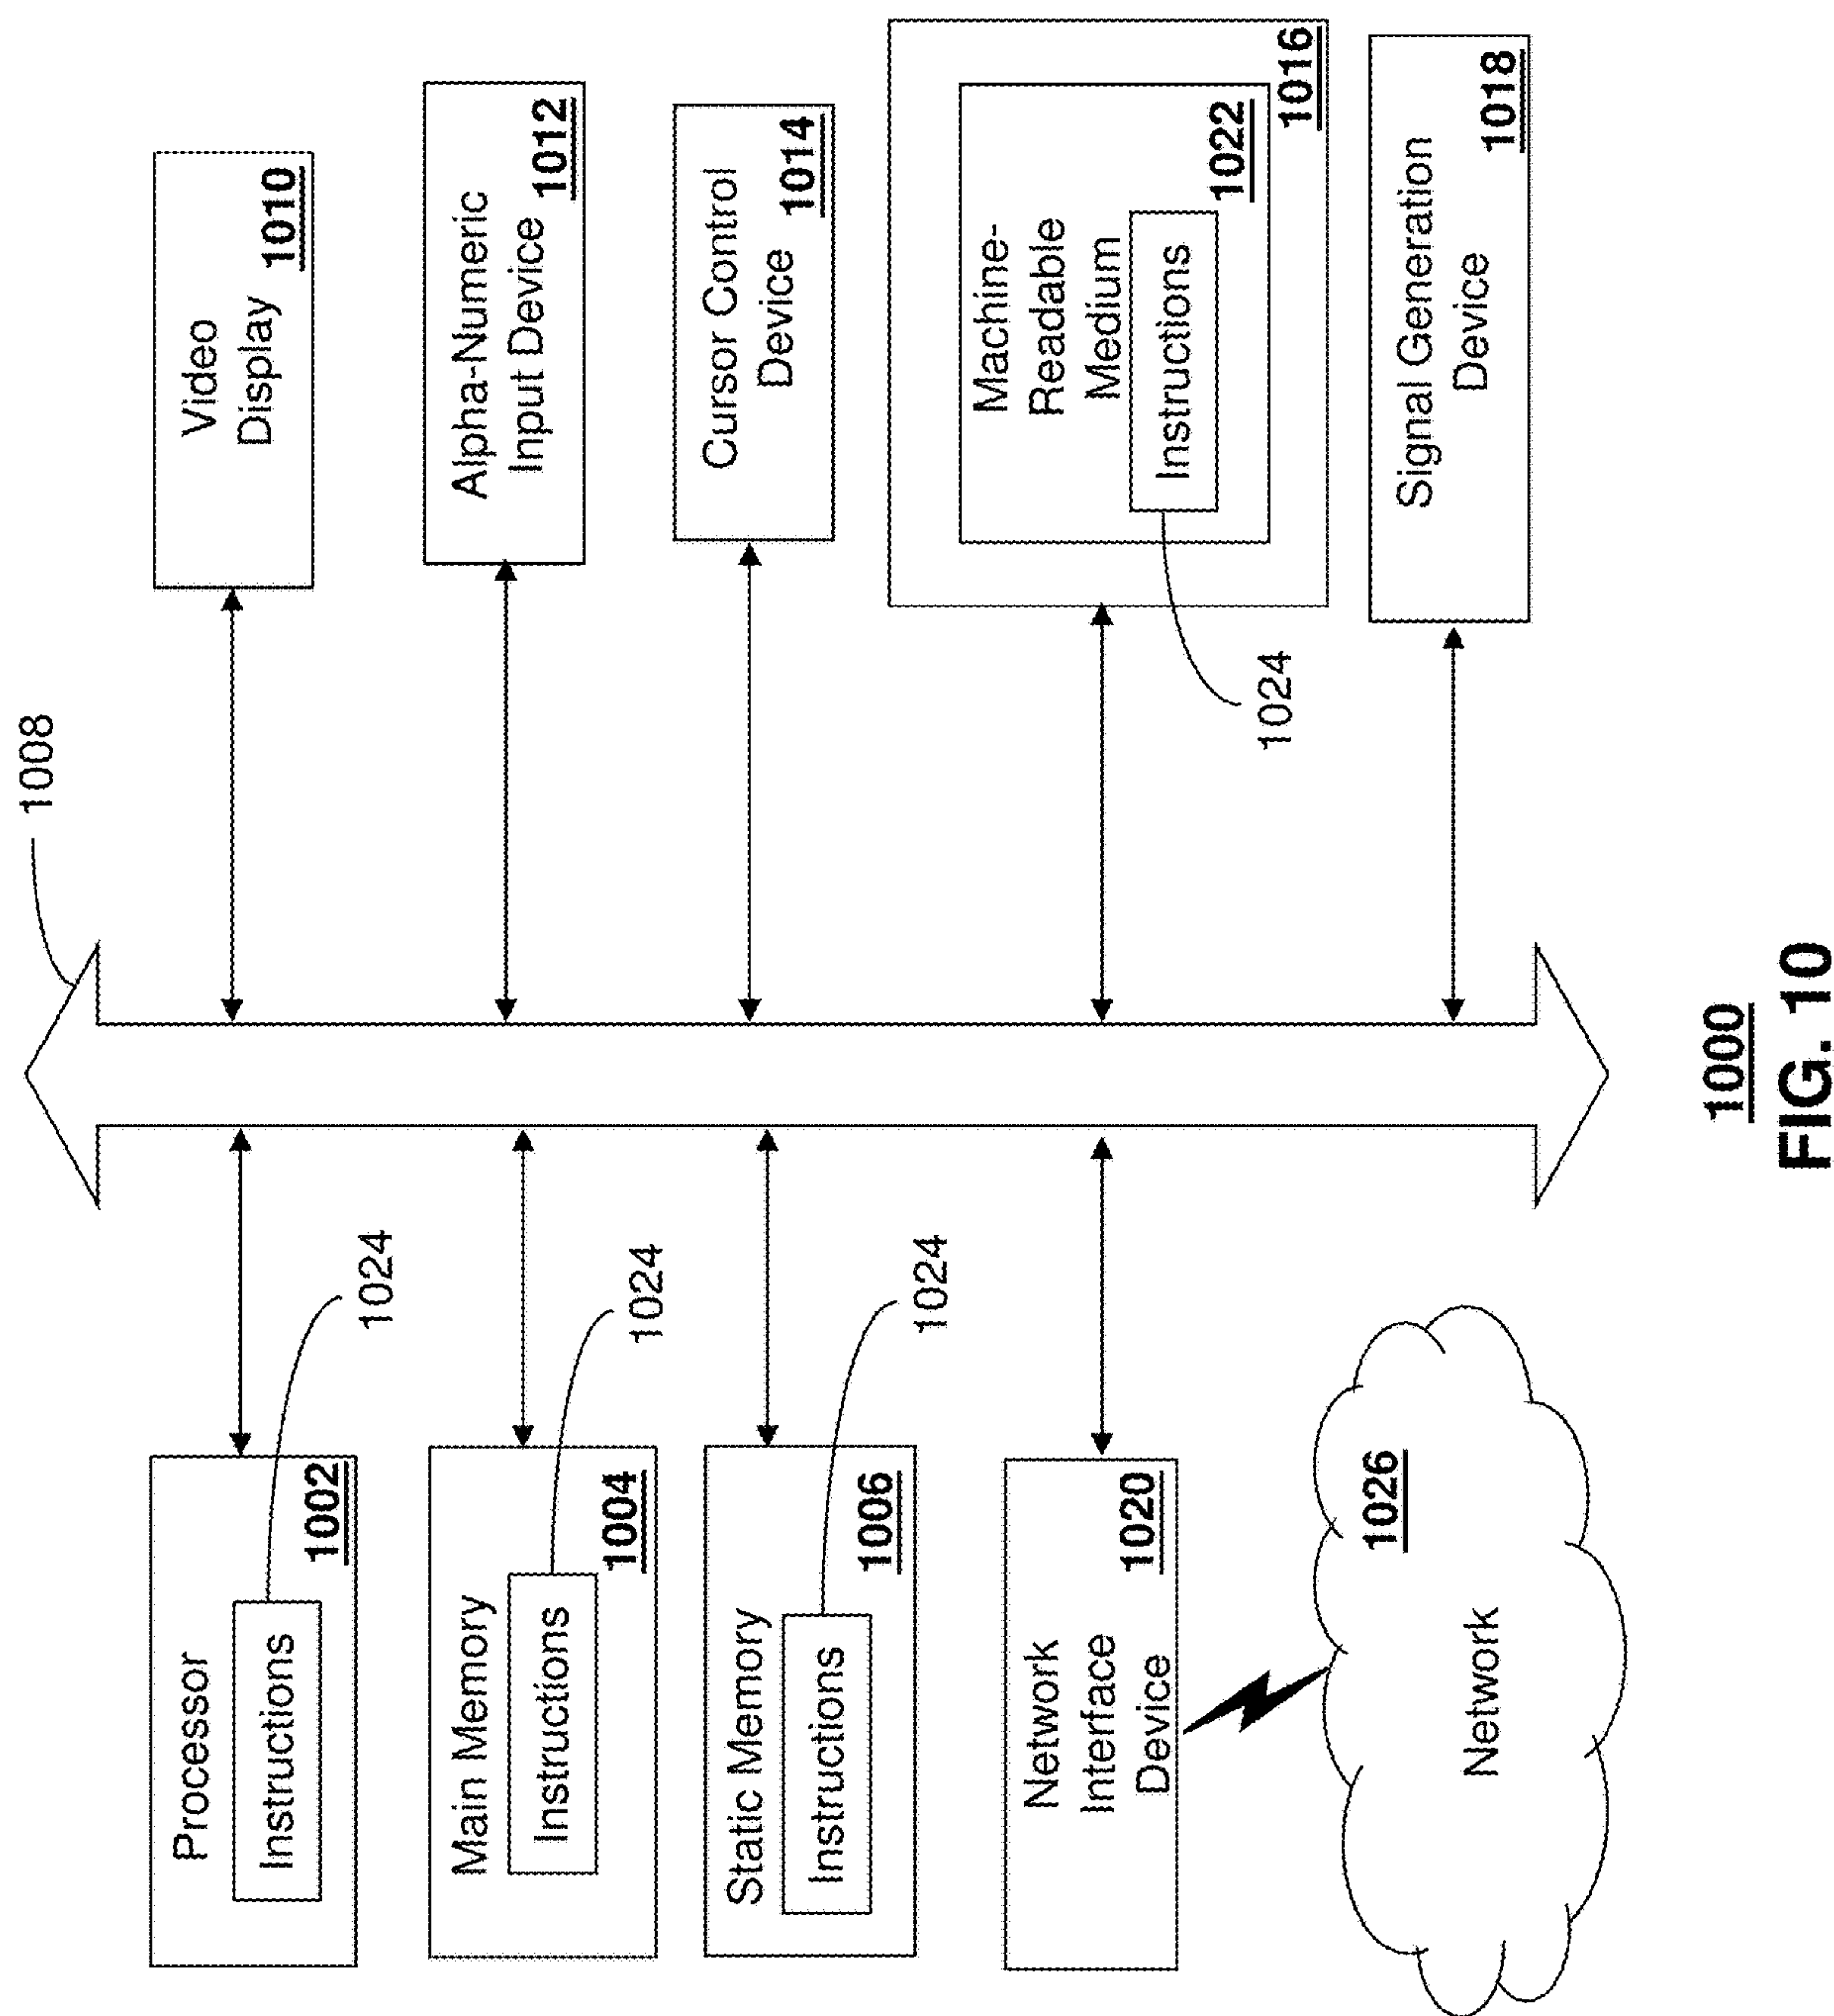 1008
Processor
Instructions
1002
1024
Main Memory
Instructions
1004
1024
Static Memory
Instructions
1006
1024
Network
Interface
Device
1020
Network
1026
Video
Display
1010
Alpha-Numeric
Input Device
1012
Cursor Control
Device
1014
Machine-
Readable
Medium
Instructions
1022
1016
1024
Signal Generation
Device
1018
1000
FIG. 10